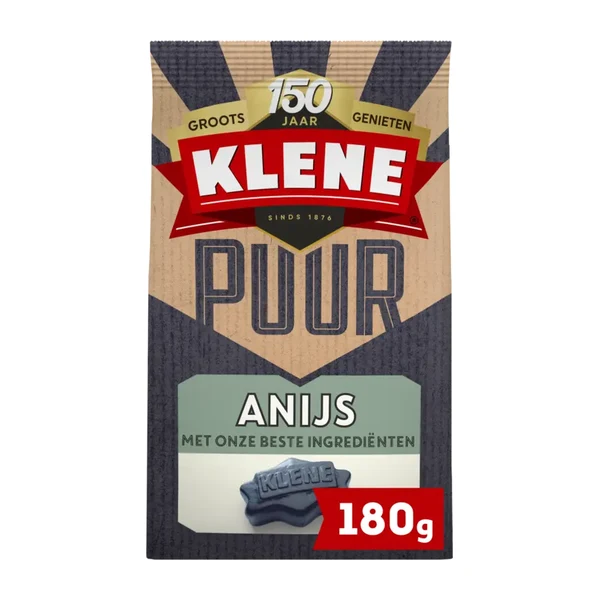 150
JAAR
GROOTS GENIETEN
KLENE
SINDS 1876
PUUR
ANIJS
MET ONZE BESTE INGREDIËNTEN
KLENE
180g